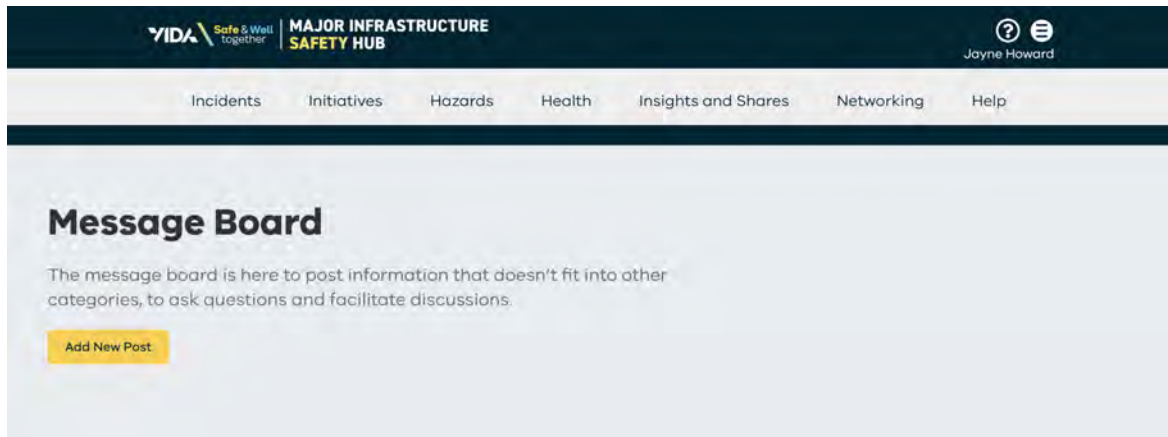 VIDA Safe & Well together MAJOR INFRASTRUCTURE SAFETY HUB
?
Jayne Howard
Incidents Initiatives Hazards Health Insights and Shares Networking Help
Message Board
The message board is here to post information that doesn't fit into other
categories, to ask questions and facilitate discussions.
Add New Post